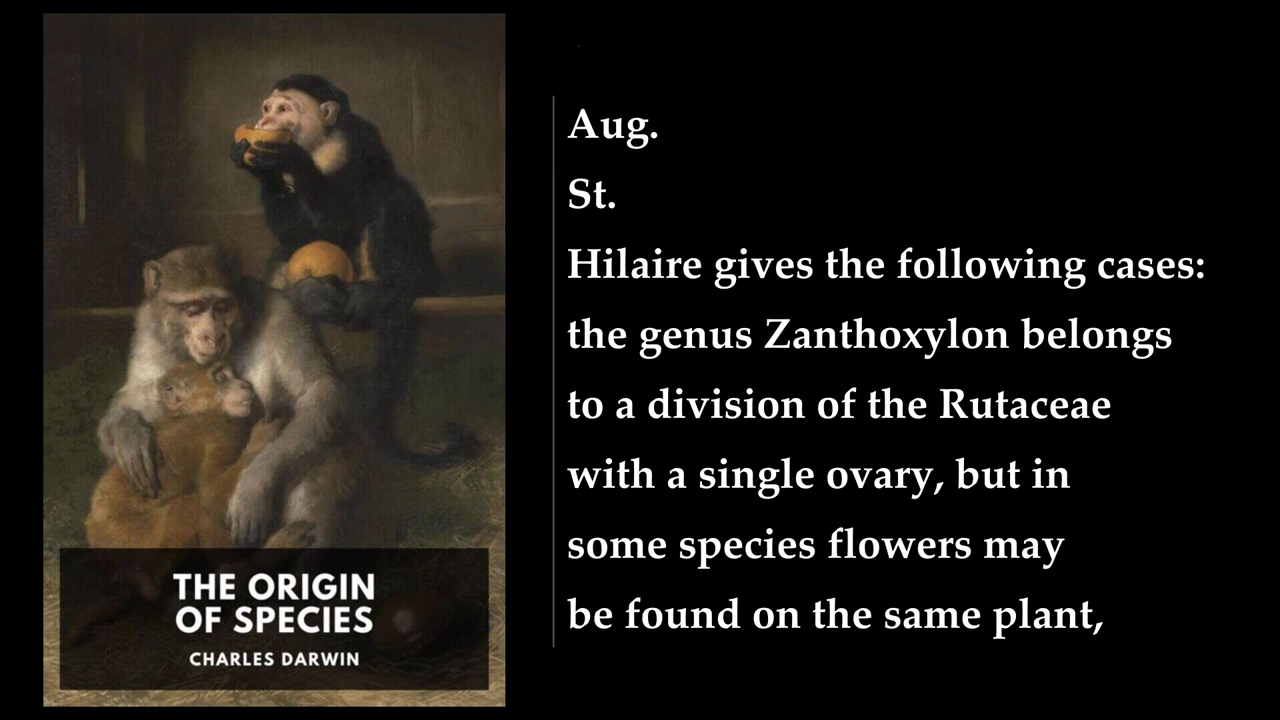 THE ORIGIN
OF SPECIES
CHARLES DARWIN
Aug.
St.
Hilaire gives the following cases:
the genus Zanthoxylon belongs
to a division of the Rutaceae
with a single ovary, but in
some species flowers may
be found on the same plant,